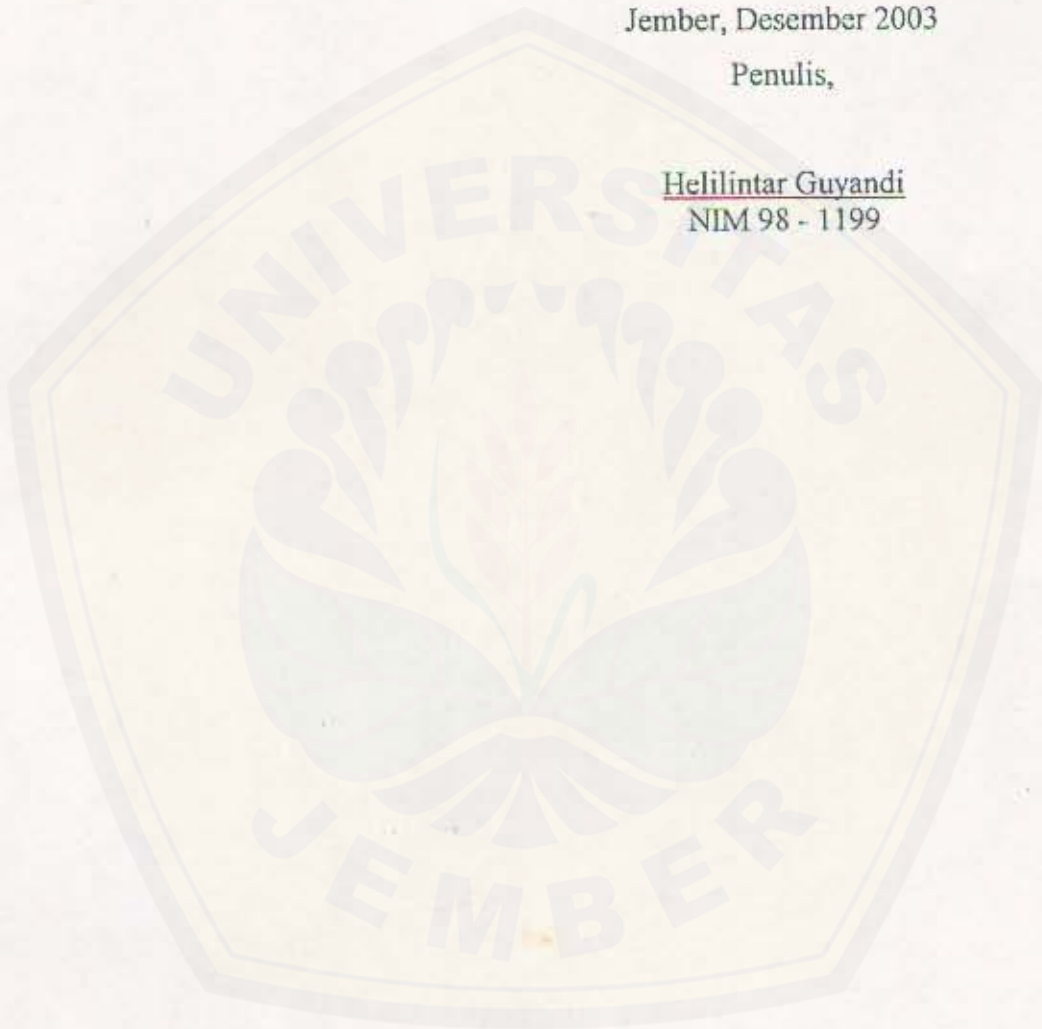 Jember, Desember 2003
Penulis,
Helilintar Guyandi
NIM 98 - 1199
UNIVERSITAS
JEMBER